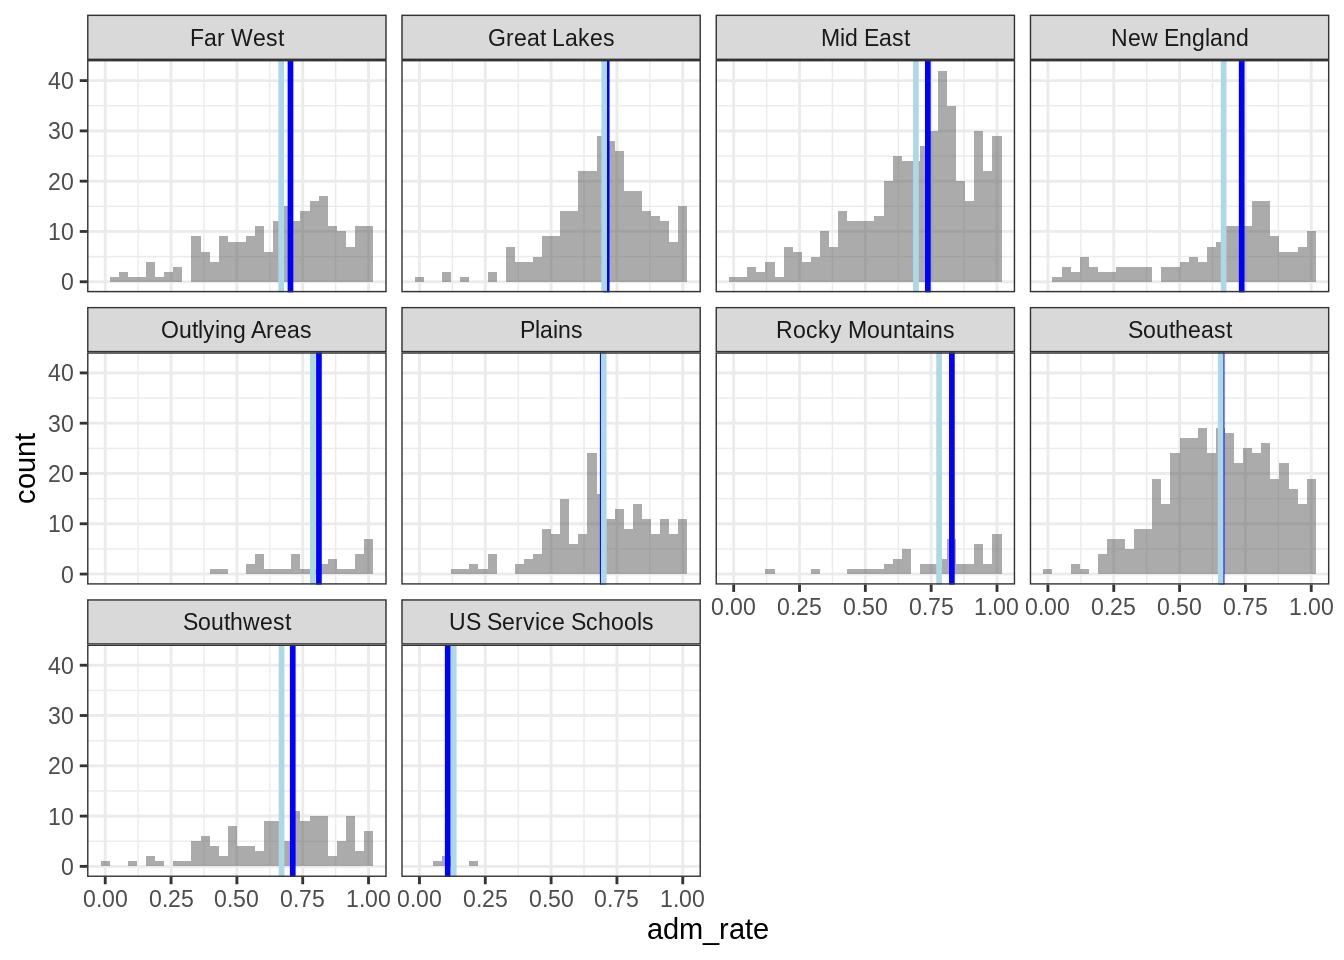 Far West Great Lakes Mid East New England
40
30
20
10
0
Outlying Areas Plains Rocky Mountains Southeast
40
30
20
10
0
count
0.00 0.25 0.50 0.75 1.00 0.00 0.25 0.50 0.75 1.00
Southwest US Service Schools
40
30
20
10
0
0.00 0.25 0.50 0.75 1.00 0.00 0.25 0.50 0.75 1.00
adm_rate